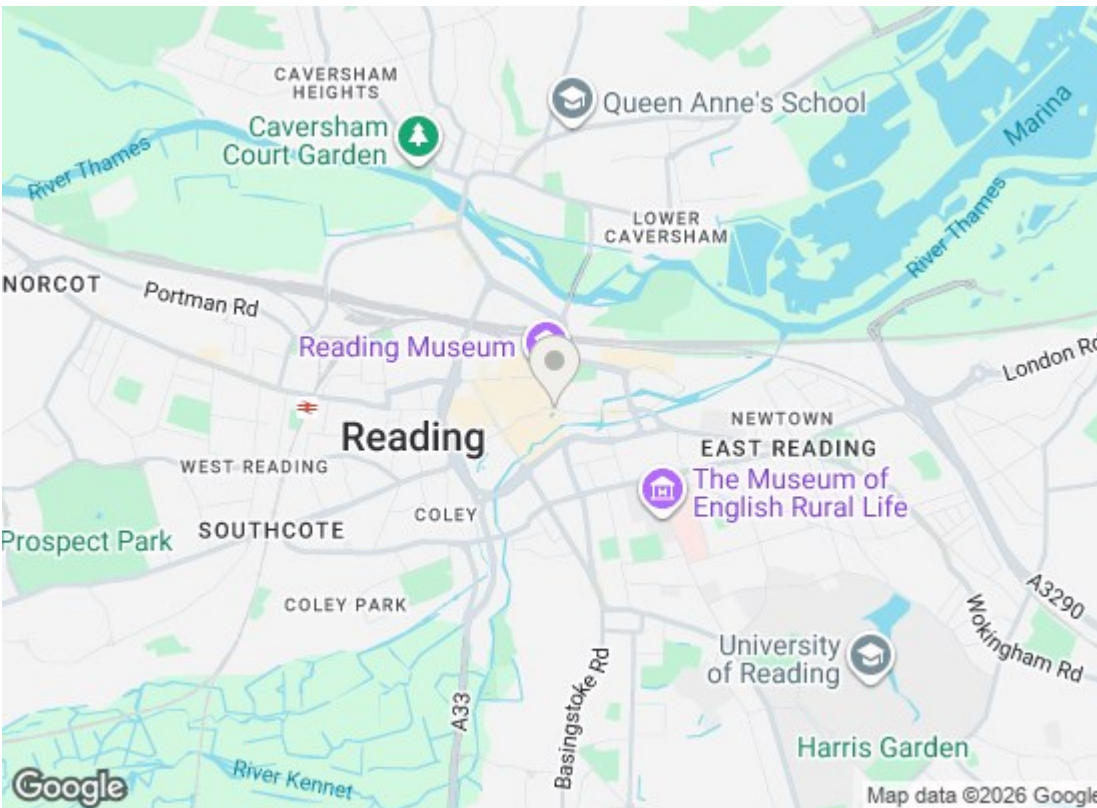 CAVERSHAM
HEIGHTS
Queen Anne's School
Caversham
Court Garden
Marina
River Thames
LOWER
CAVERSHAM
River Thames
NORCOT
Portman Rd
Reading Museum
London Rd
Reading
NEWTOWN
EAST READING
WEST READING
The Museum of
English Rural Life
COLEY
SOUTHCOTE
Prospect Park
A3290
COLEY PARK
Wokingham Rd
University
of Reading
Basingstoke Rd
A33
Harris Garden
River Kennet
Google
Map data ©2026 Google